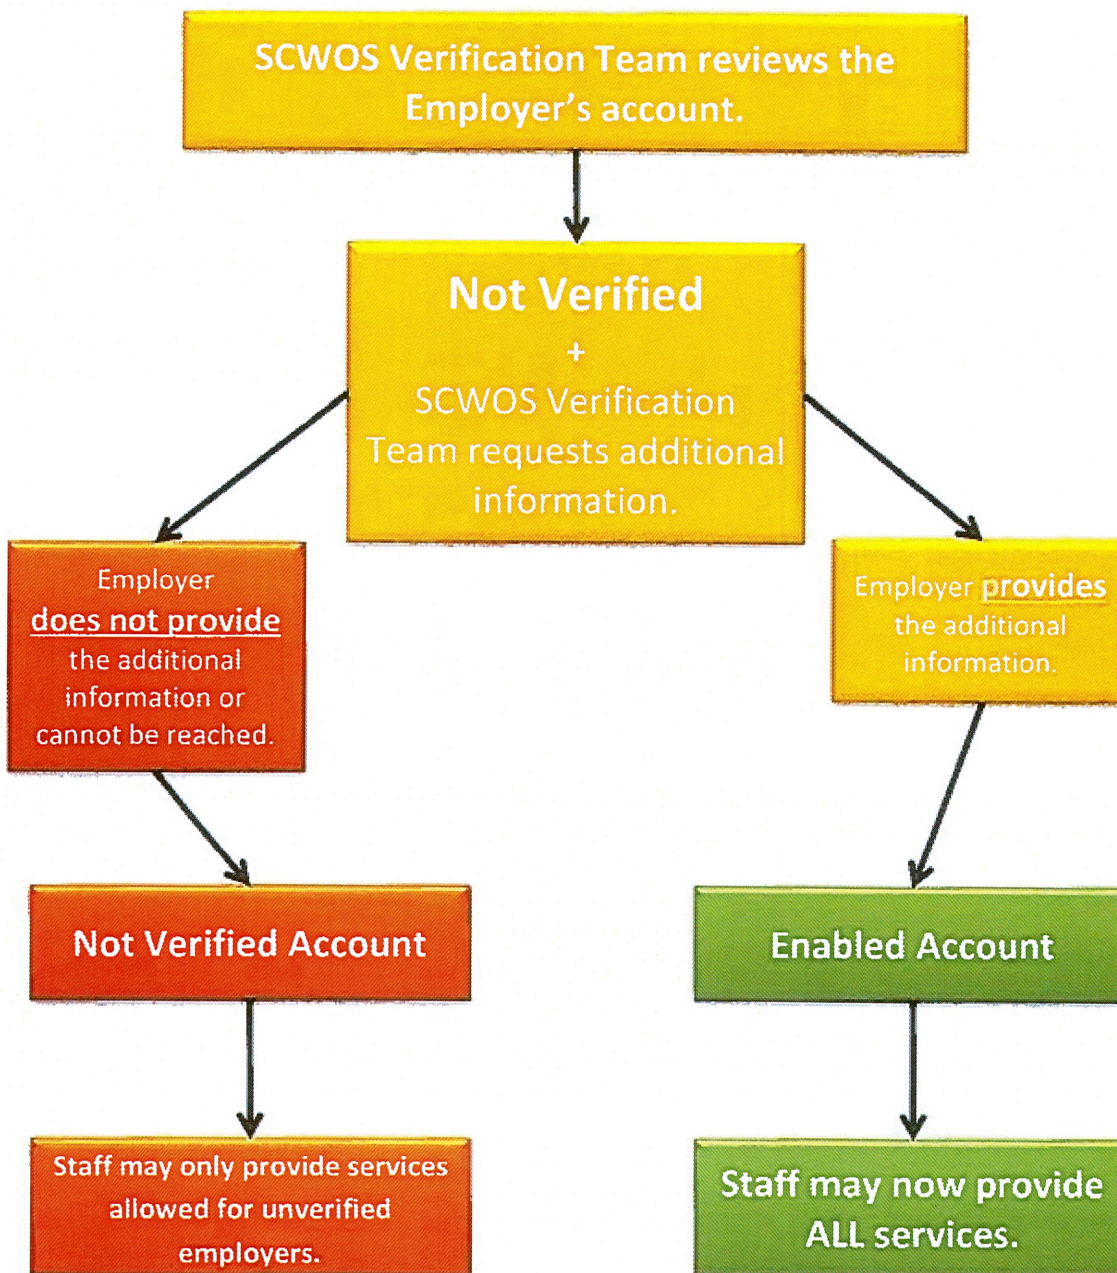 SCWOS Verification Team reviews the
Employer's account.
Not Verified
+
SCWOS Verification
Team requests additional
information.
Employer
does not provide
the additional
information or
cannot be reached.
Employer provides
the additional
information.
Not Verified Account
Enabled Account
Staff may only provide services
allowed for unverified
employers.
Staff may now provide
ALL services.